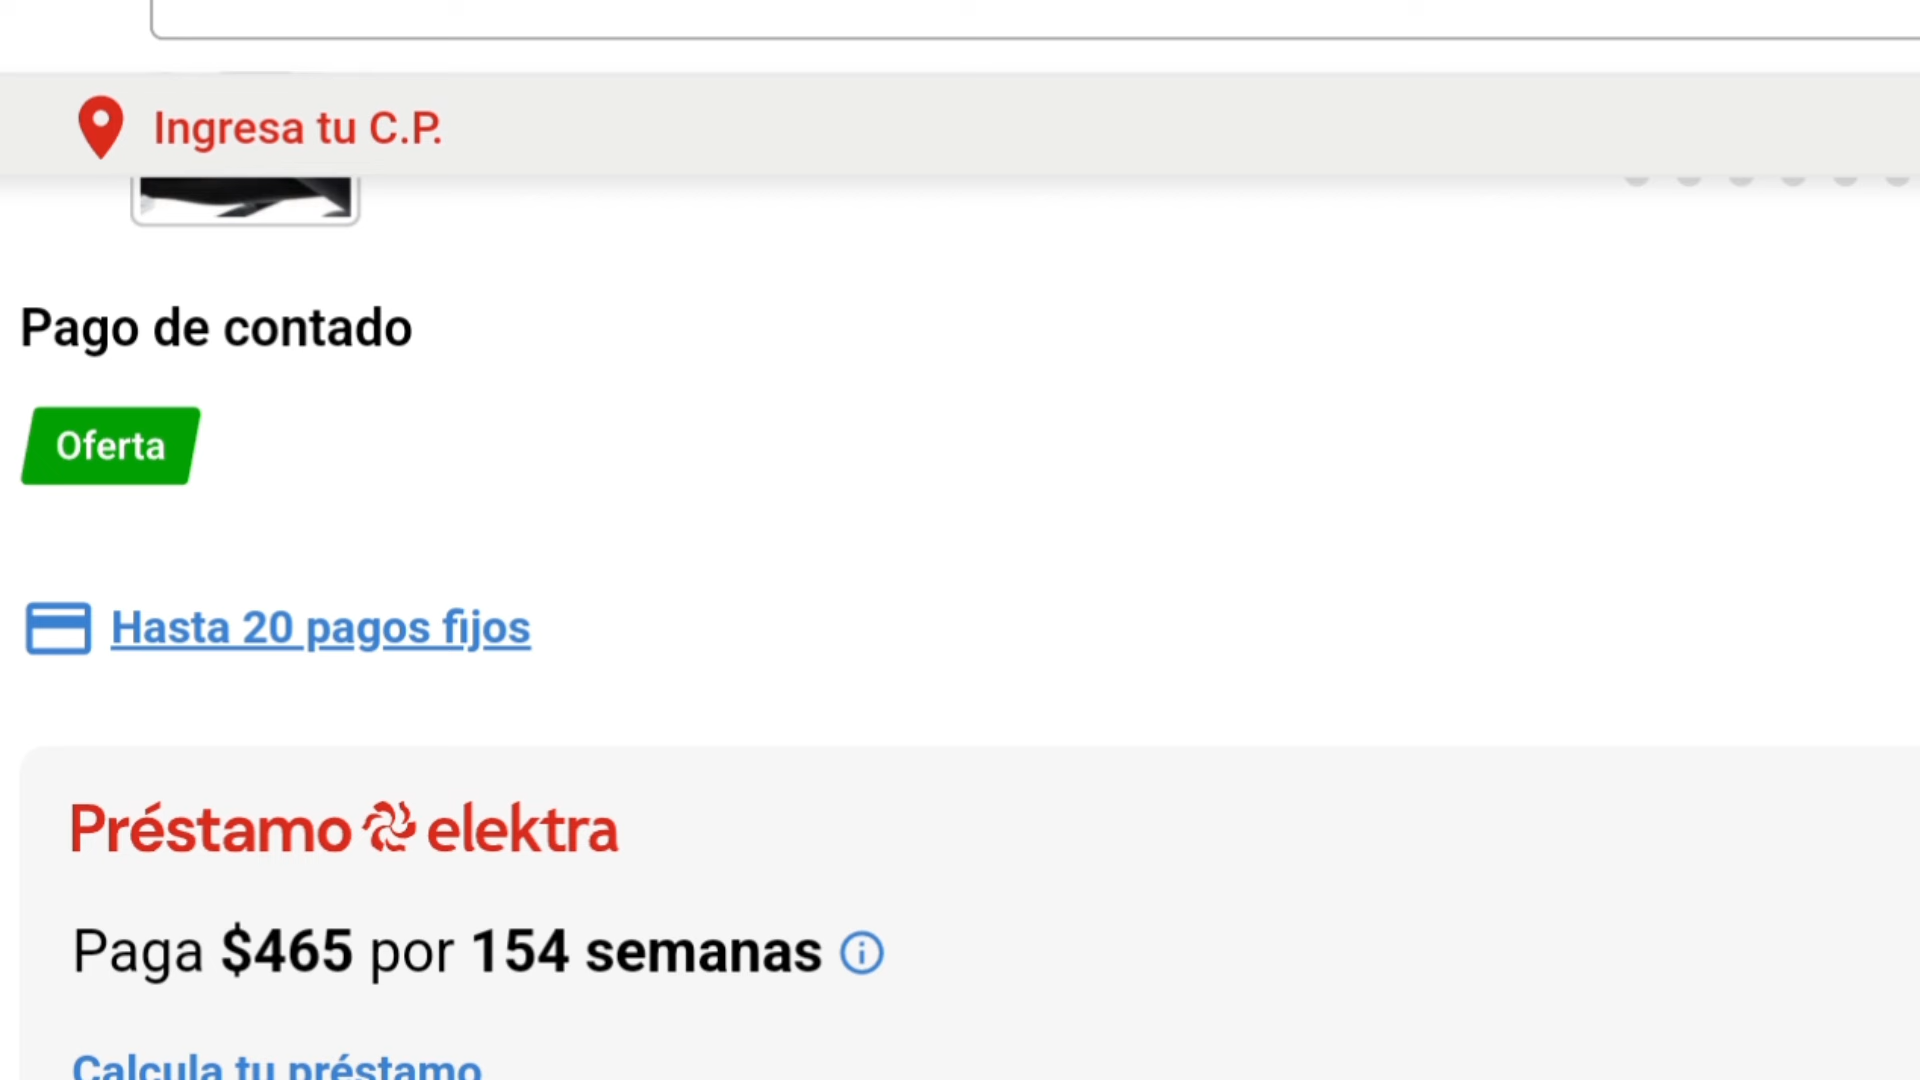 Ingresa tu C.P.
Pago de contado
Oferta
Hasta 20 pagos fijos
Préstamo elektra
Paga $465 por 154 semanas
Calcula tu préstamo